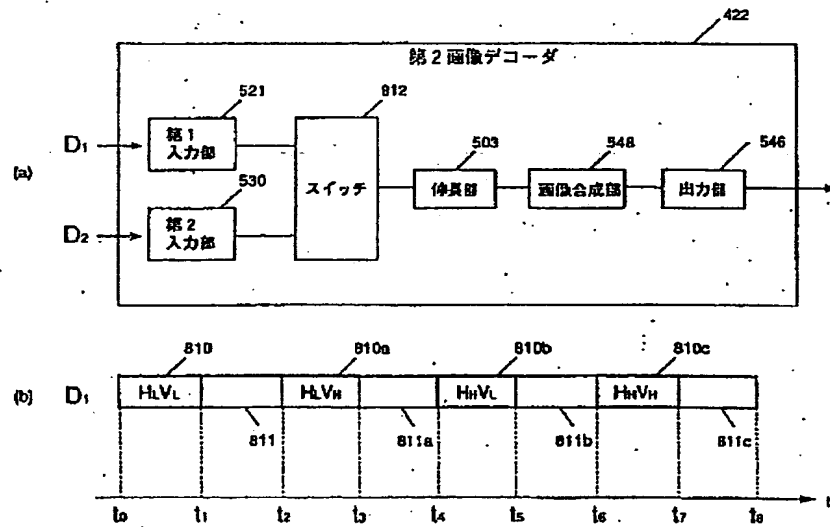 422
第2画像デコーダ
(a)
D₁
521
第1
入力部
812
スイッチ
503
伸長部
548
画像合成部
546
出力部
D₂
530
第2
入力部
810
810a
810b
810c
(b)
D₁
HLVL
HLVH
HHVL
HHVH
811
811a
811b
811c
t₀
t₁
t₂
t₃
t₄
t₅
t₆
t₇
t₈
t